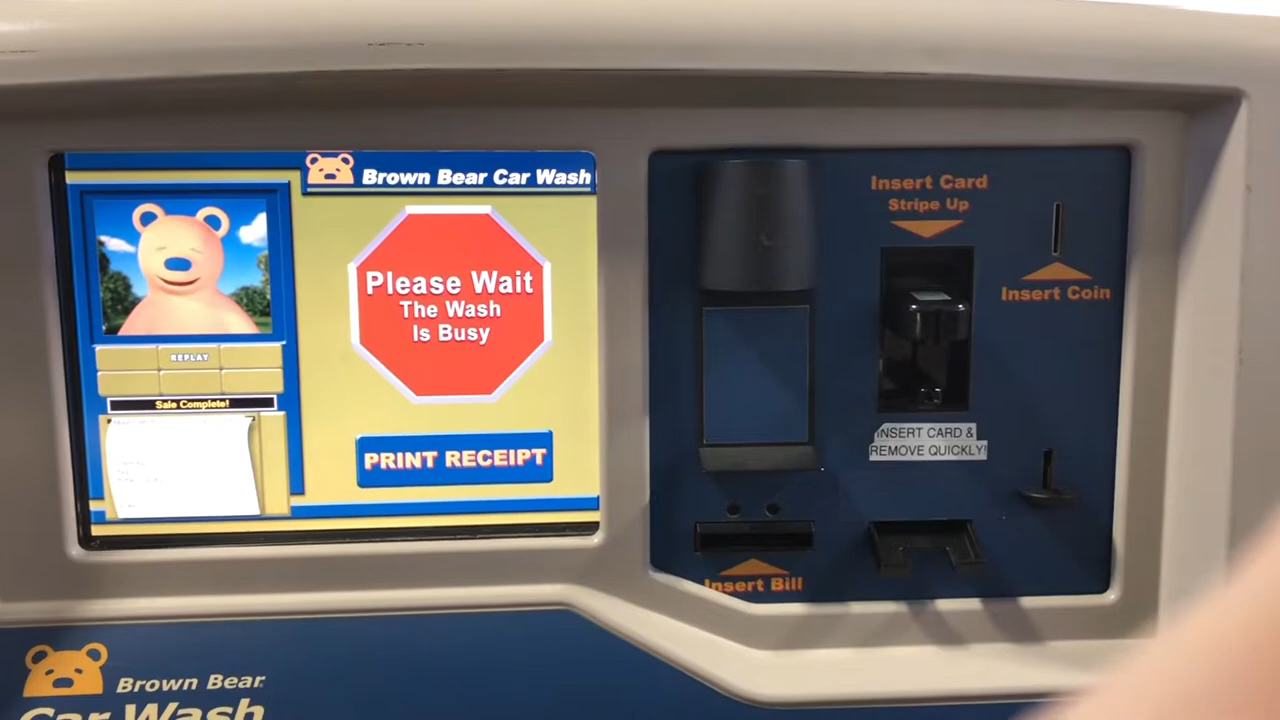 Brown Bear Car Wash
Please Wait
The Wash
Is Busy
REPLAY
Sale Complete!
PRINT RECEIPT
Insert Card
Stripe Up
Insert Coin
INSERT CARD &
REMOVE QUICKLY!
Insert Bill
Brown Bear
Car Wash